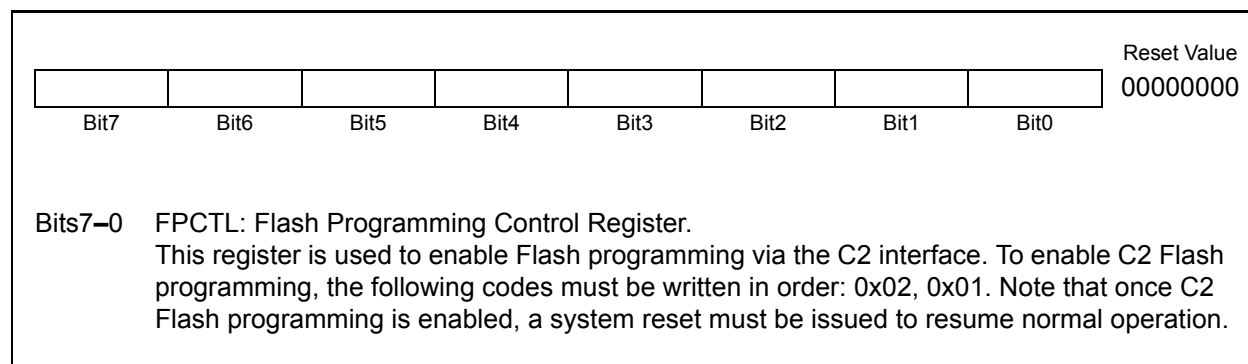 Reset Value
00000000
Bit7 Bit6 Bit5 Bit4 Bit3 Bit2 Bit1 Bit0
Bits7–0 FPCTL: Flash Programming Control Register.
This register is used to enable Flash programming via the C2 interface. To enable C2 Flash
programming, the following codes must be written in order: 0x02, 0x01. Note that once C2
Flash programming is enabled, a system reset must be issued to resume normal operation.